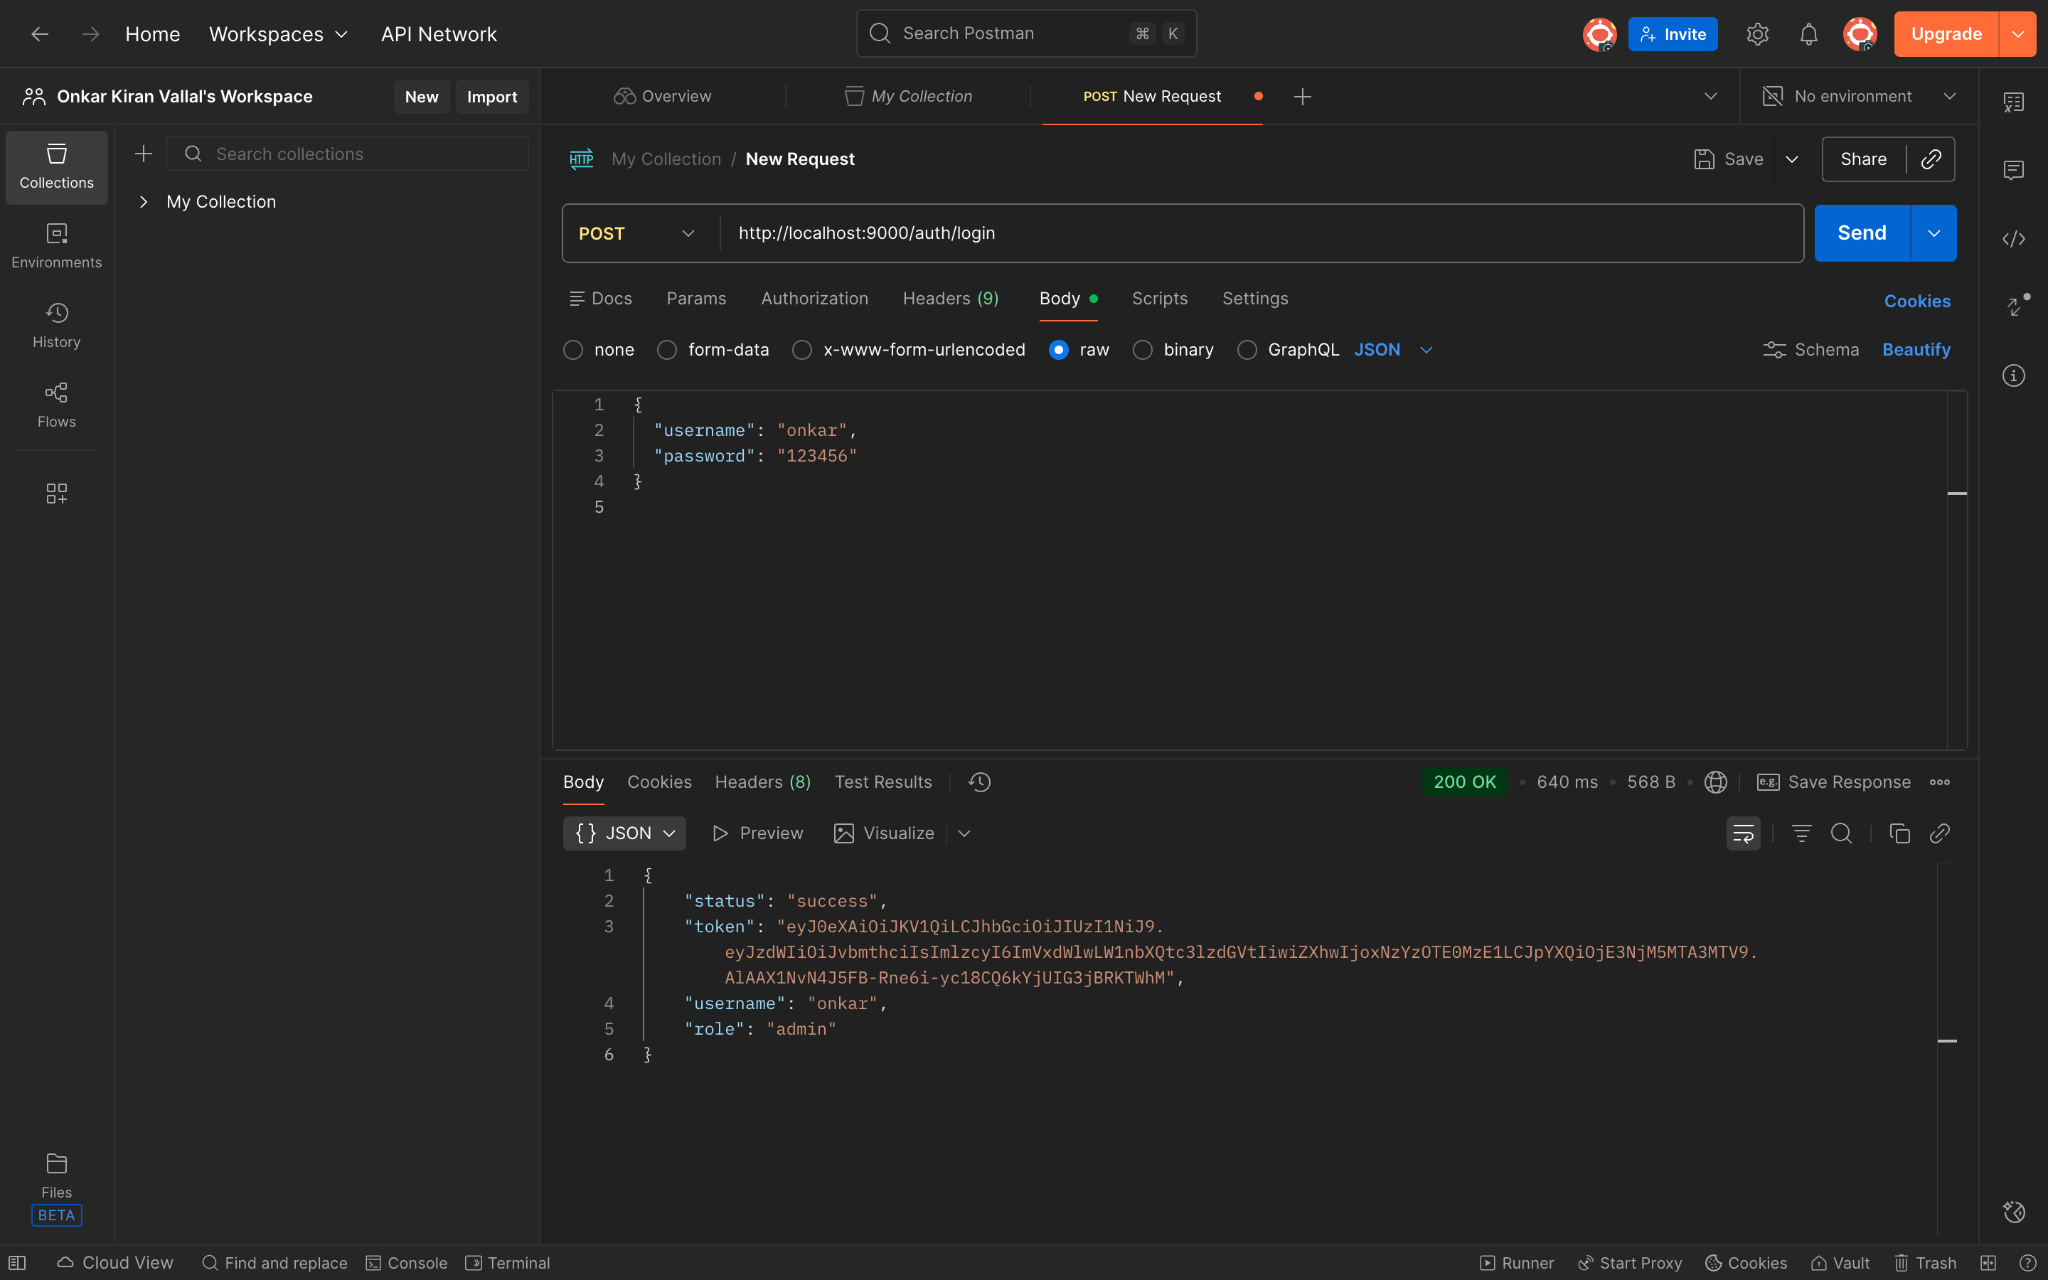 Home Workspaces API Network Search Postman ⌘ K Invite Upgrade
Onkar Kiran Vallal's Workspace New Import Overview My Collection POST New Request No environment
Collections
Search collections
My Collection
Environments
History
Flows
Files
BETA
HTTP My Collection / New Request Save Share
POST http://localhost:9000/auth/login Send
Docs Params Authorization Headers (9) Body Scripts Settings Cookies
none form-data x-www-form-urlencoded raw binary GraphQL JSON Schema Beautify
1 {
2 "username": "onkar",
3 "password": "123456"
4 }
5
Body Cookies Headers (8) Test Results 200 OK • 640 ms • 568 B • e.g. Save Response
{} JSON Preview Visualize
1 {
2 "status": "success",
3 "token": "eyJ0eXAiOiJKV1QiLCJhbGciOiJIUzI1NiJ9.
eyJzdWIiOiJvbmthciIsImlzcyI6ImVxdWlwLW1nbXQtc3lzdGVtIiwiZXhwIjoxNzYzOTE0MzE1LCJpYXQiOjE3NjM5MTA3MTV9.
AlAAX1NvN4J5FB-Rne6i-yc18CQ6kYjUIG3jBRKTWhM",
4 "username": "onkar",
5 "role": "admin"
6 }
Cloud View Find and replace Console Terminal Runner Start Proxy Cookies Vault Trash